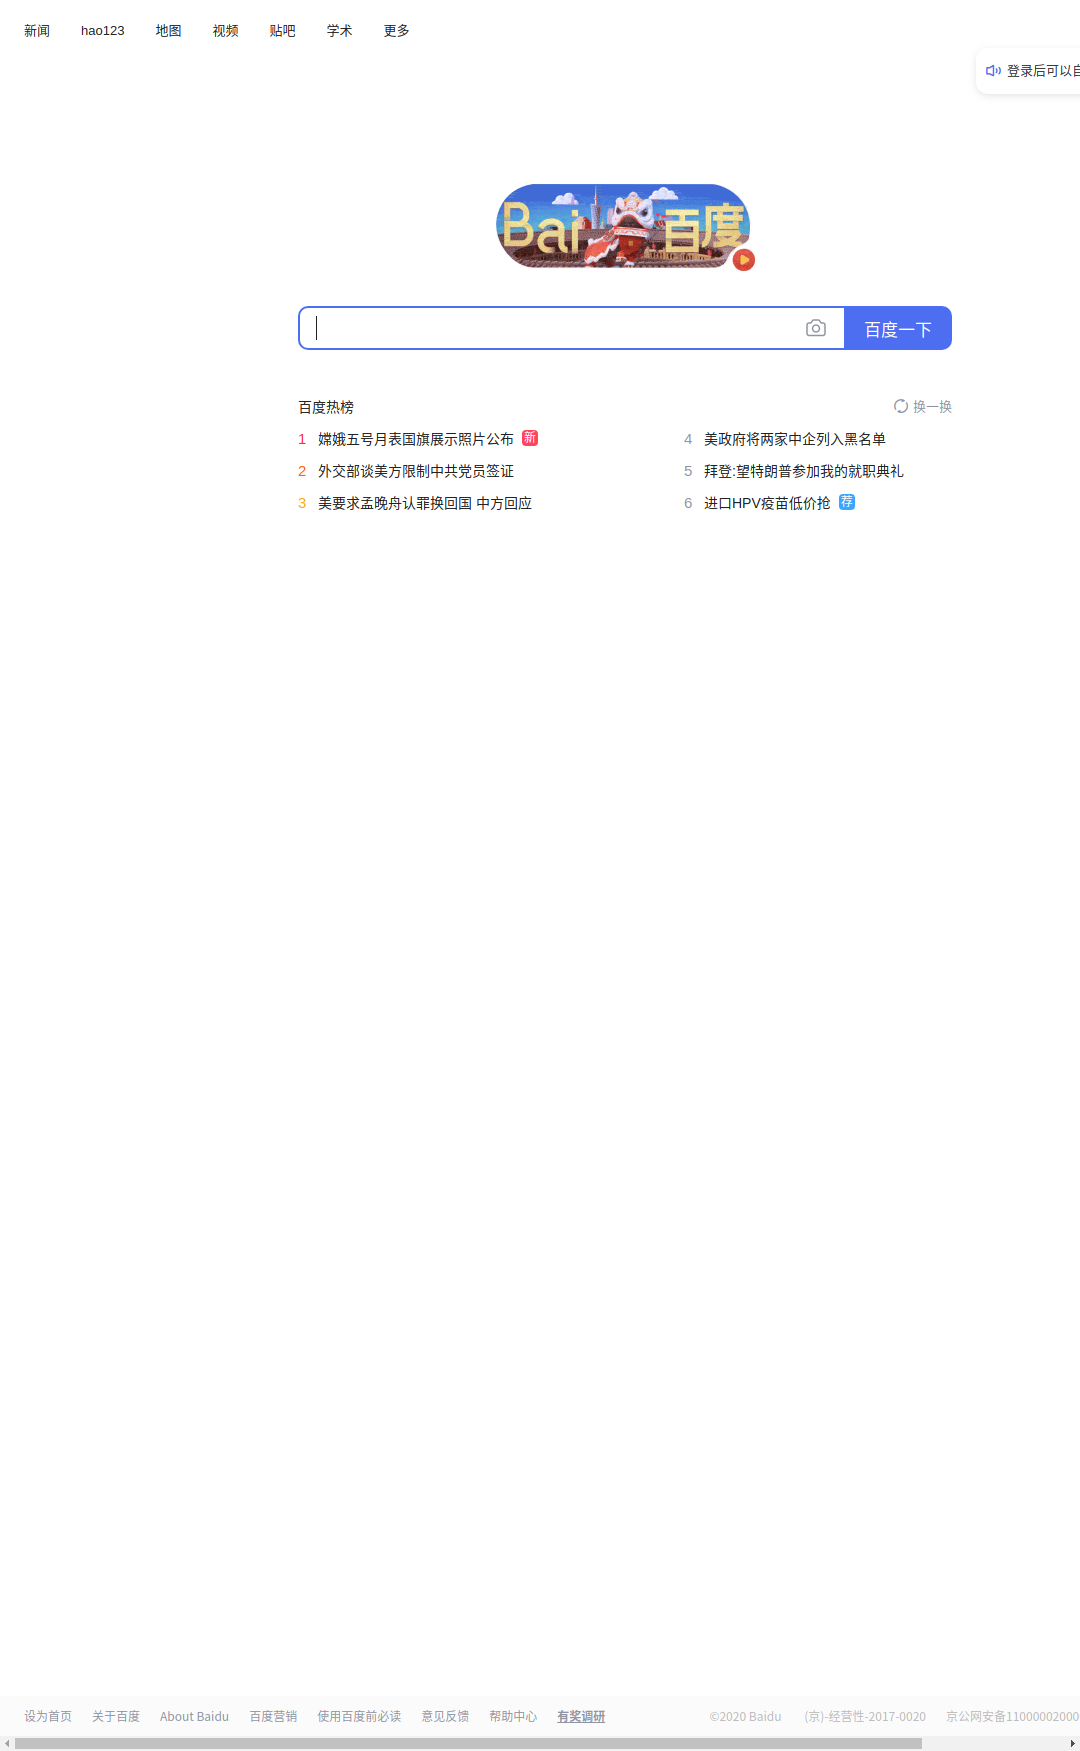 新闻 hao123 地图 视频 贴吧 学术 更多
登录后可以自
Bai 百度
百度一下
百度热榜 换一换
1 嫦娥五号月表国旗展示照片公布 新
2 外交部谈美方限制中共党员签证
3 美要求孟晚舟认罪换回国 中方回应
4 美政府将两家中企列入黑名单
5 拜登:望特朗普参加我的就职典礼
6 进口HPV疫苗低价抢 荐
设为首页 关于百度 About Baidu 百度营销 使用百度前必读 意见反馈 帮助中心 有奖调研 ©2020 Baidu (京)-经营性-2017-0020 京公网安备11000002000